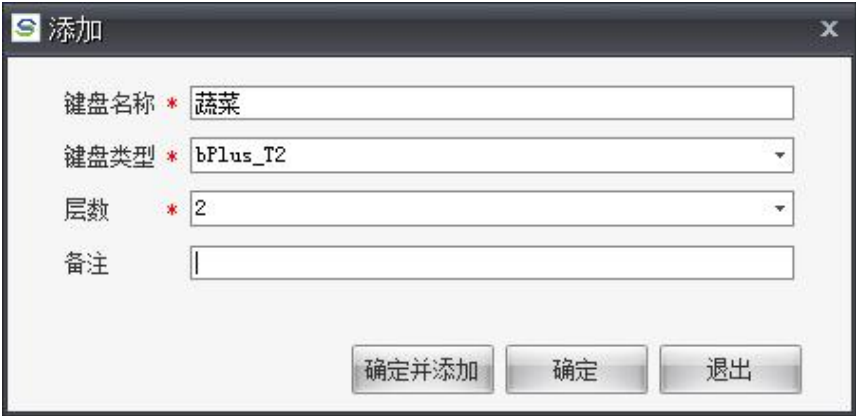 添加
键盘名称 * 蔬菜
键盘类型 * bPlus_T2
层数 * 2
备注
确定并添加 确定 退出